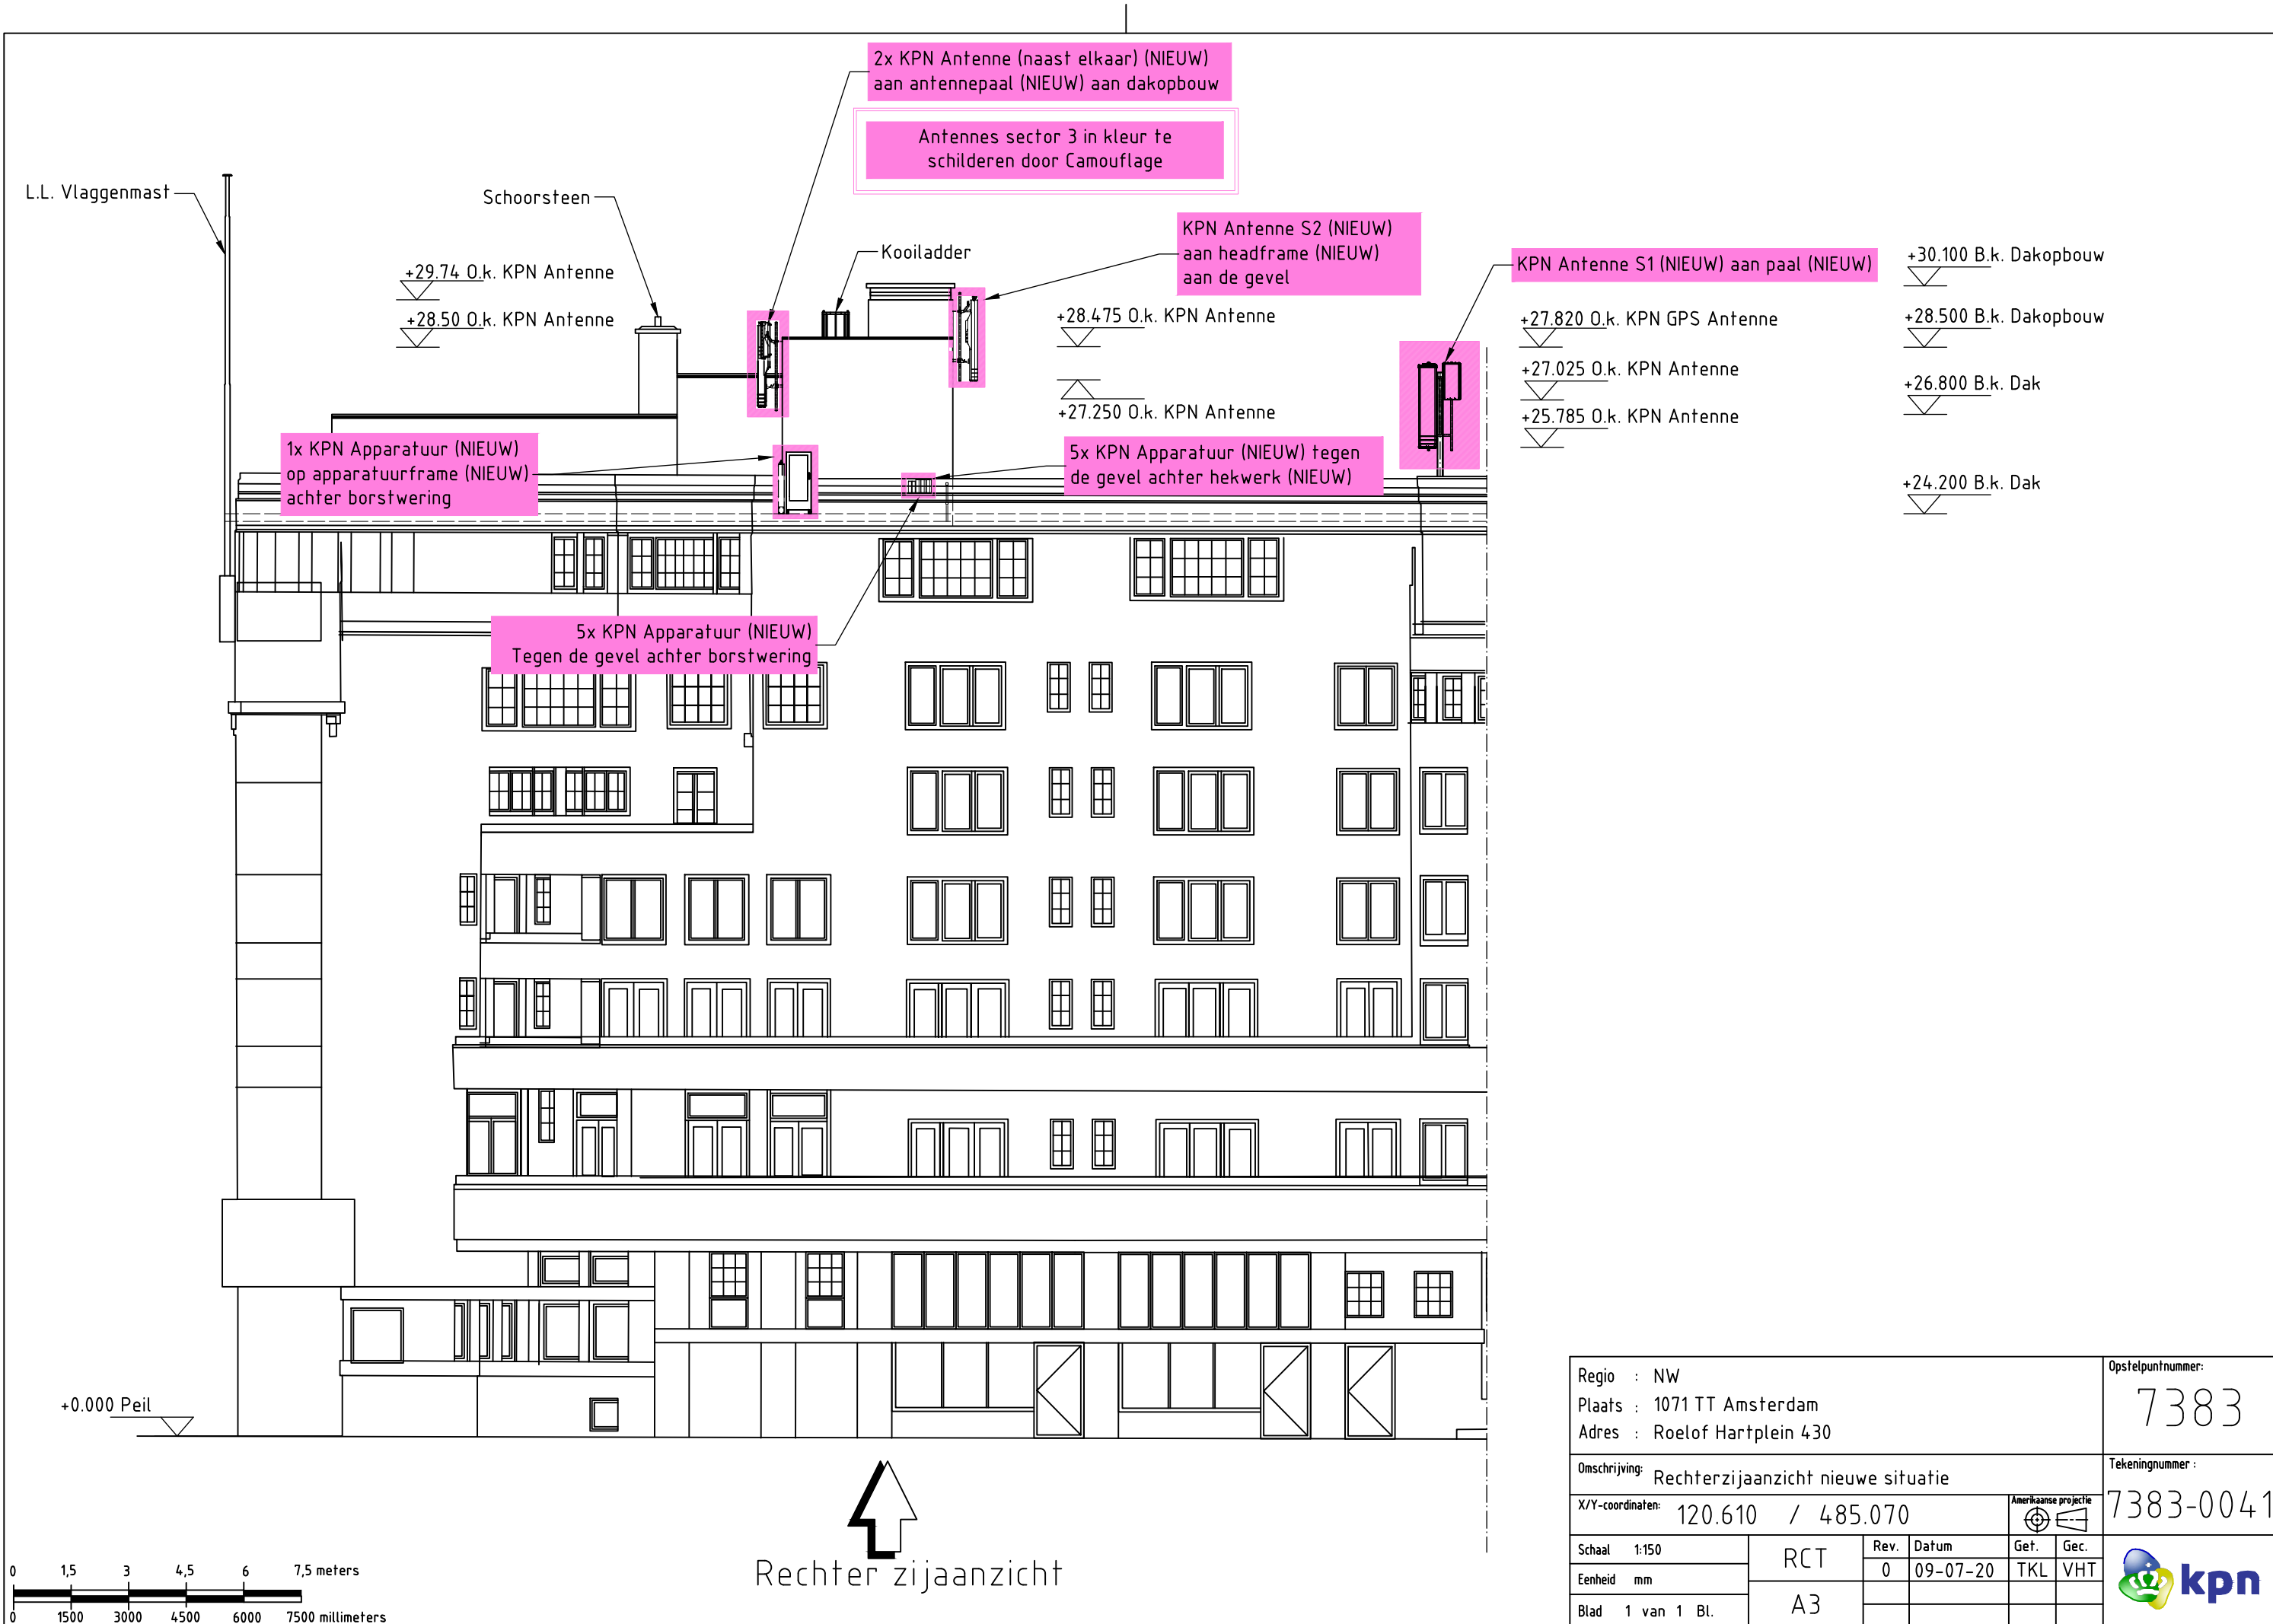 2x KPN Antenne (naast elkaar) (NIEUW)
aan antennepaal (NIEUW) aan dakopbouw
Antennes sector 3 in kleur te
schilderen door Camouflage
L.L. Vlaggenmast
Schoorsteen
Kooiladder
KPN Antenne S2 (NIEUW)
aan headframe (NIEUW)
aan de gevel
KPN Antenne S1 (NIEUW) aan paal (NIEUW)
+30.100 B.k. Dakopbouw
+29.74 O.k. KPN Antenne
+28.50 O.k. KPN Antenne
+28.475 O.k. KPN Antenne
+27.250 O.k. KPN Antenne
+27.820 O.k. KPN GPS Antenne
+27.025 O.k. KPN Antenne
+25.785 O.k. KPN Antenne
+28.500 B.k. Dakopbouw
+26.800 B.k. Dak
+24.200 B.k. Dak
1x KPN Apparatuur (NIEUW)
op apparatuurframe (NIEUW)
achter borstwering
5x KPN Apparatuur (NIEUW) tegen
de gevel achter hekwerk (NIEUW)
5x KPN Apparatuur (NIEUW)
Tegen de gevel achter borstwering
+0.000 Peil
Rechter zijaanzicht
0 1,5 3 4,5 6 7,5 meters
0 1500 3000 4500 6000 7500 millimeters
Regio : NW
Plaats : 1071 TT Amsterdam
Adres : Roelof Hartplein 430
Opstelpuntnummer:
7383
Omschrijving: Rechterzijaanzicht nieuwe situatie
Tekeningnummer :
7383-0041
X/Y-coordinaten: 120.610 / 485.070
Amerikaanse projectie
Schaal 1:150
Eenheid mm
Blad 1 van 1 Bl.
RCT
A3
Rev. Datum Get. Gec.
0 09-07-20 TKL VHT
kpn